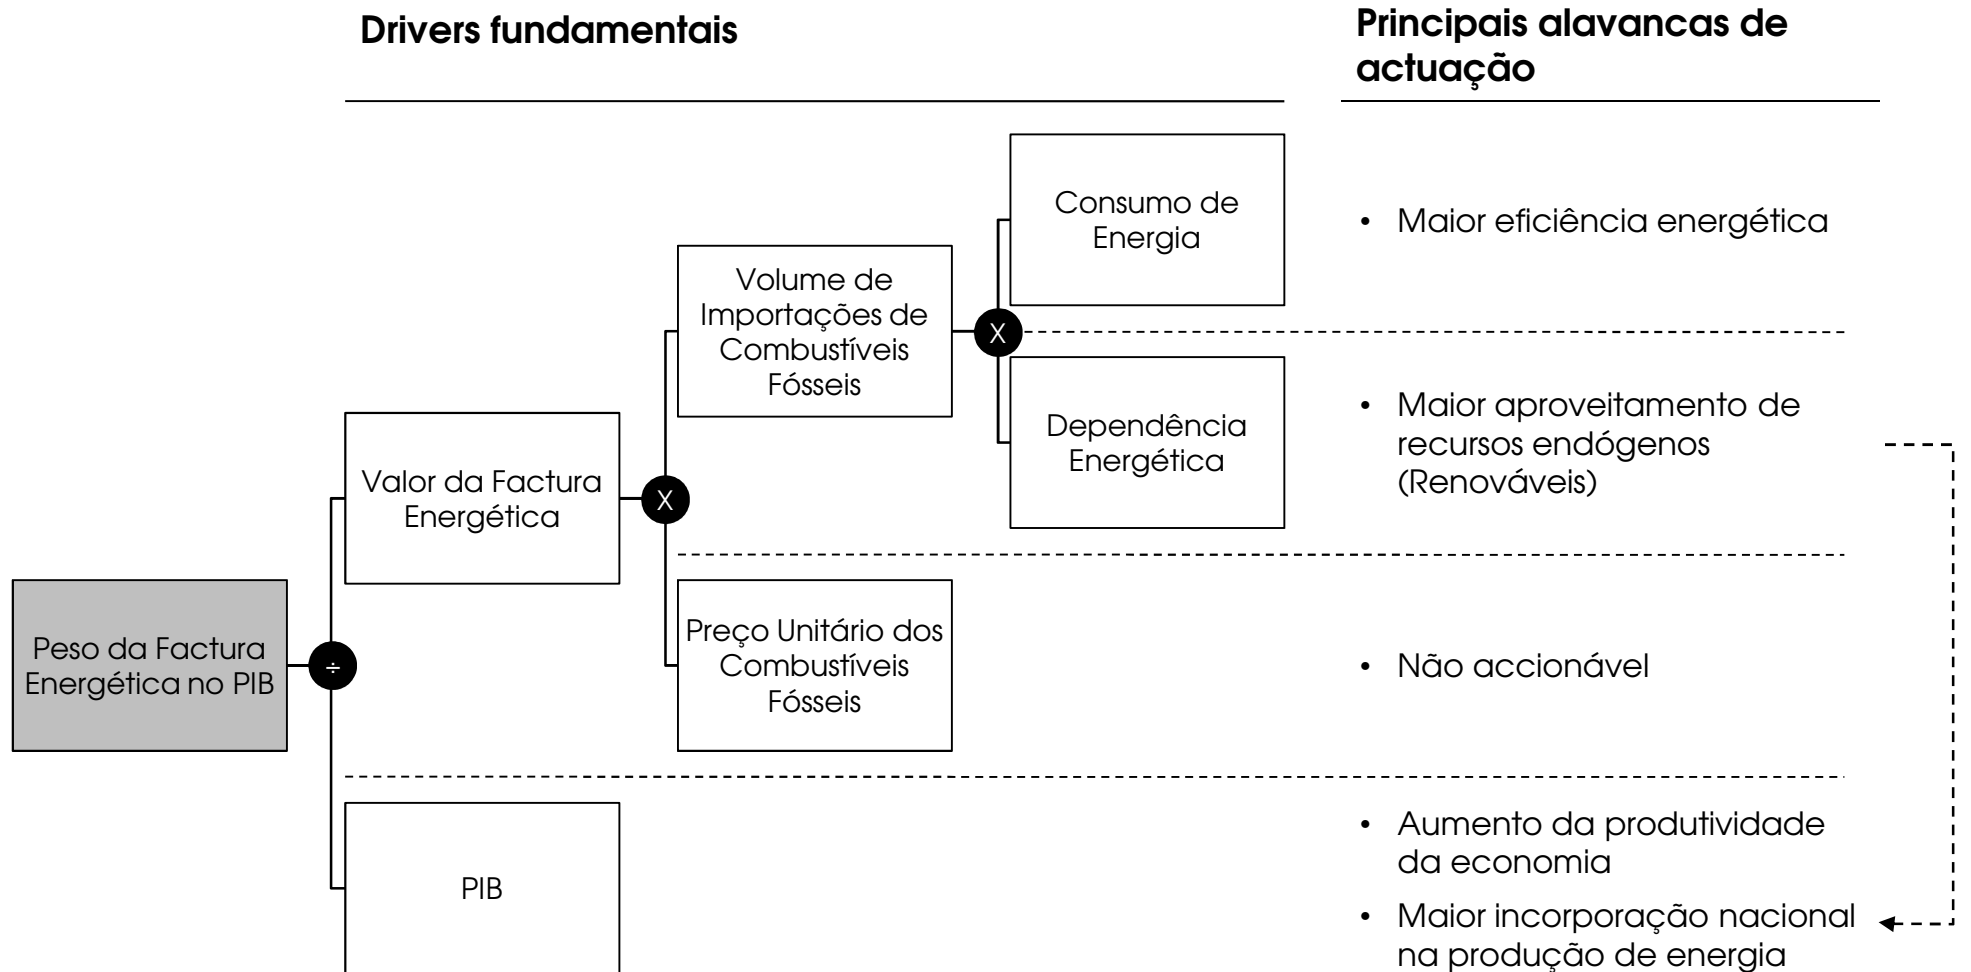 Drivers fundamentais
Principais alavancas de
actuação
Consumo de
Energia
• Maior eficiência energética
Volume de
Importações de
Combustíveis
Fósseis
X
Dependência
Energética
• Maior aproveitamento de
recursos endógenos
(Renováveis)
Valor da Factura
Energética
X
Peso da Factura
Energética no PIB
÷
Preço Unitário dos
Combustíveis
Fósseis
• Não accionável
PIB
• Aumento da produtividade
da economia
• Maior incorporação nacional
na produção de energia